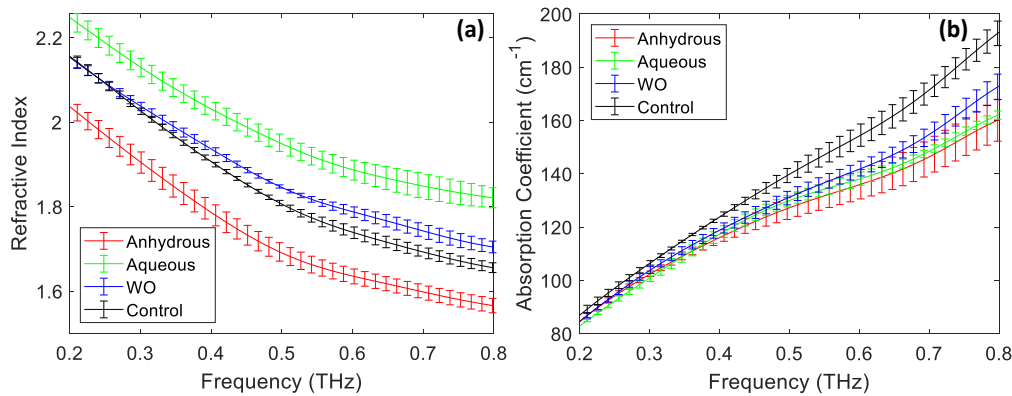 (a)
2.2
2
1.8
1.6
Refractive Index
Anhydrous
Aqueous
WO
Control
0.2 0.3 0.4 0.5 0.6 0.7 0.8
Frequency (THz)
(b)
200
180
160
140
120
100
80
Absorption Coefficient (cm⁻¹)
Anhydrous
Aqueous
WO
Control
0.2 0.3 0.4 0.5 0.6 0.7 0.8
Frequency (THz)